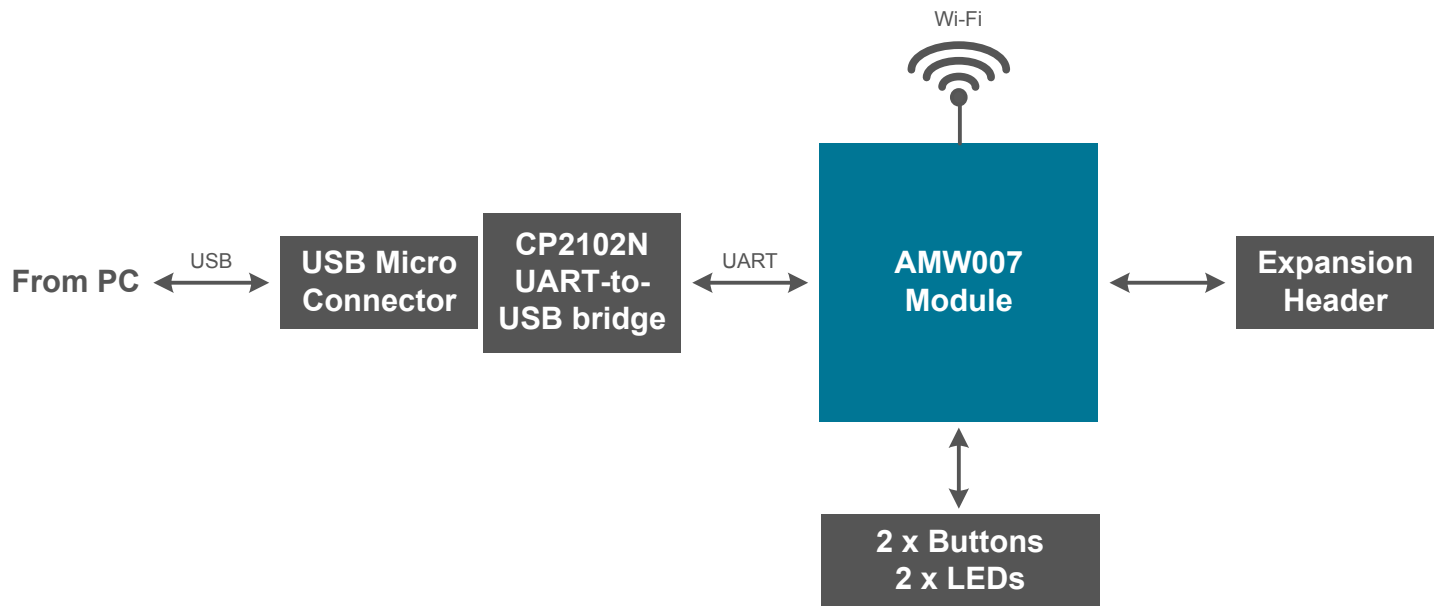 Wi-Fi
From PC
USB
USB Micro
Connector
CP2102N
UART-to-
USB bridge
UART
AMW007
Module
Expansion
Header
2 x Buttons
2 x LEDs